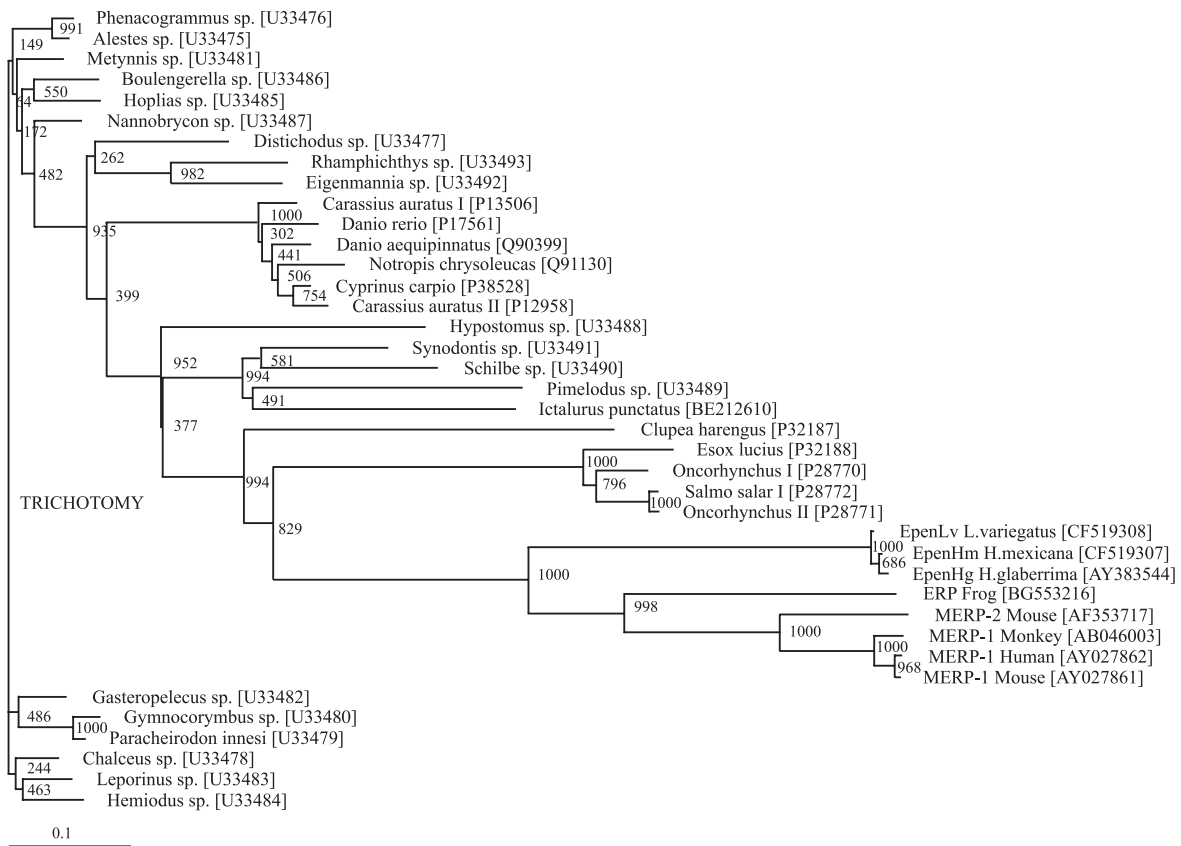 Phenacogrammus sp. [U33476]
991
Alestes sp. [U33475]
149
Metynnis sp. [U33481]
Boulengerella sp. [U33486]
550
64
Hoplias sp. [U33485]
Nannobrycon sp. [U33487]
172
Distichodus sp. [U33477]
262
Rhamphichthys sp. [U33493]
482
982
Eigenmannia sp. [U33492]
Carassius auratus I [P13506]
1000
Danio rerio [P17561]
935
302
Danio aequipinnatus [Q90399]
441
Notropis chrysoleucas [Q91130]
506
Cyprinus carpio [P38528]
399
754
Carassius auratus II [P12958]
Hypostomus sp. [U33488]
Synodontis sp. [U33491]
952
581
Schilbe sp. [U33490]
994
Pimelodus sp. [U33489]
491
Ictalurus punctatus [BE212610]
377
Clupea harengus [P32187]
Esox lucius [P32188]
1000
Oncorhynchus I [P28770]
994
796
Salmo salar I [P28772]
TRICHOTOMY
1000
Oncorhynchus II [P28771]
829
EpenLv L.variegatus [CF519308]
1000
EpenHm H.mexicana [CF519307]
686
EpenHg H.glaberrima [AY383544]
1000
ERP Frog [BG553216]
998
MERP-2 Mouse [AF353717]
1000
MERP-1 Monkey [AB046003]
1000
MERP-1 Human [AY027862]
968
MERP-1 Mouse [AY027861]
Gasteropelecus sp. [U33482]
486
Gymnocorymbus sp. [U33480]
1000
Paracheirodon innesi [U33479]
Chalceus sp. [U33478]
244
Leporinus sp. [U33483]
463
Hemiodus sp. [U33484]
0.1